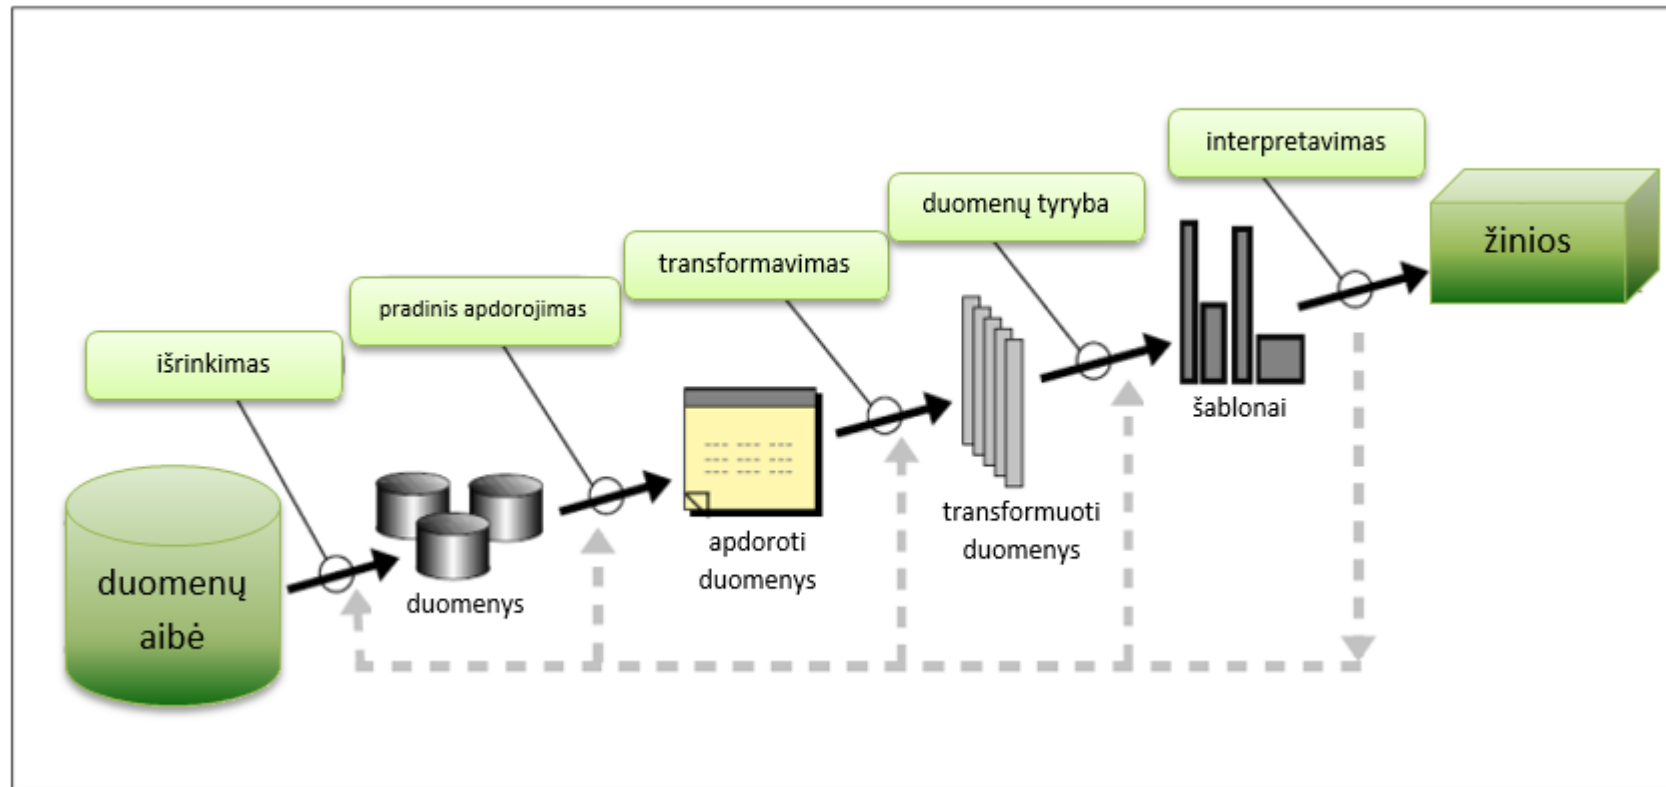 interpretavimas
duomenų tyryba
transformavimas
pradinis apdorojimas
išrinkimas
duomenų
aibė
duomenys
apdoroti
duomenys
transformuoti
duomenys
šablonai
žinios